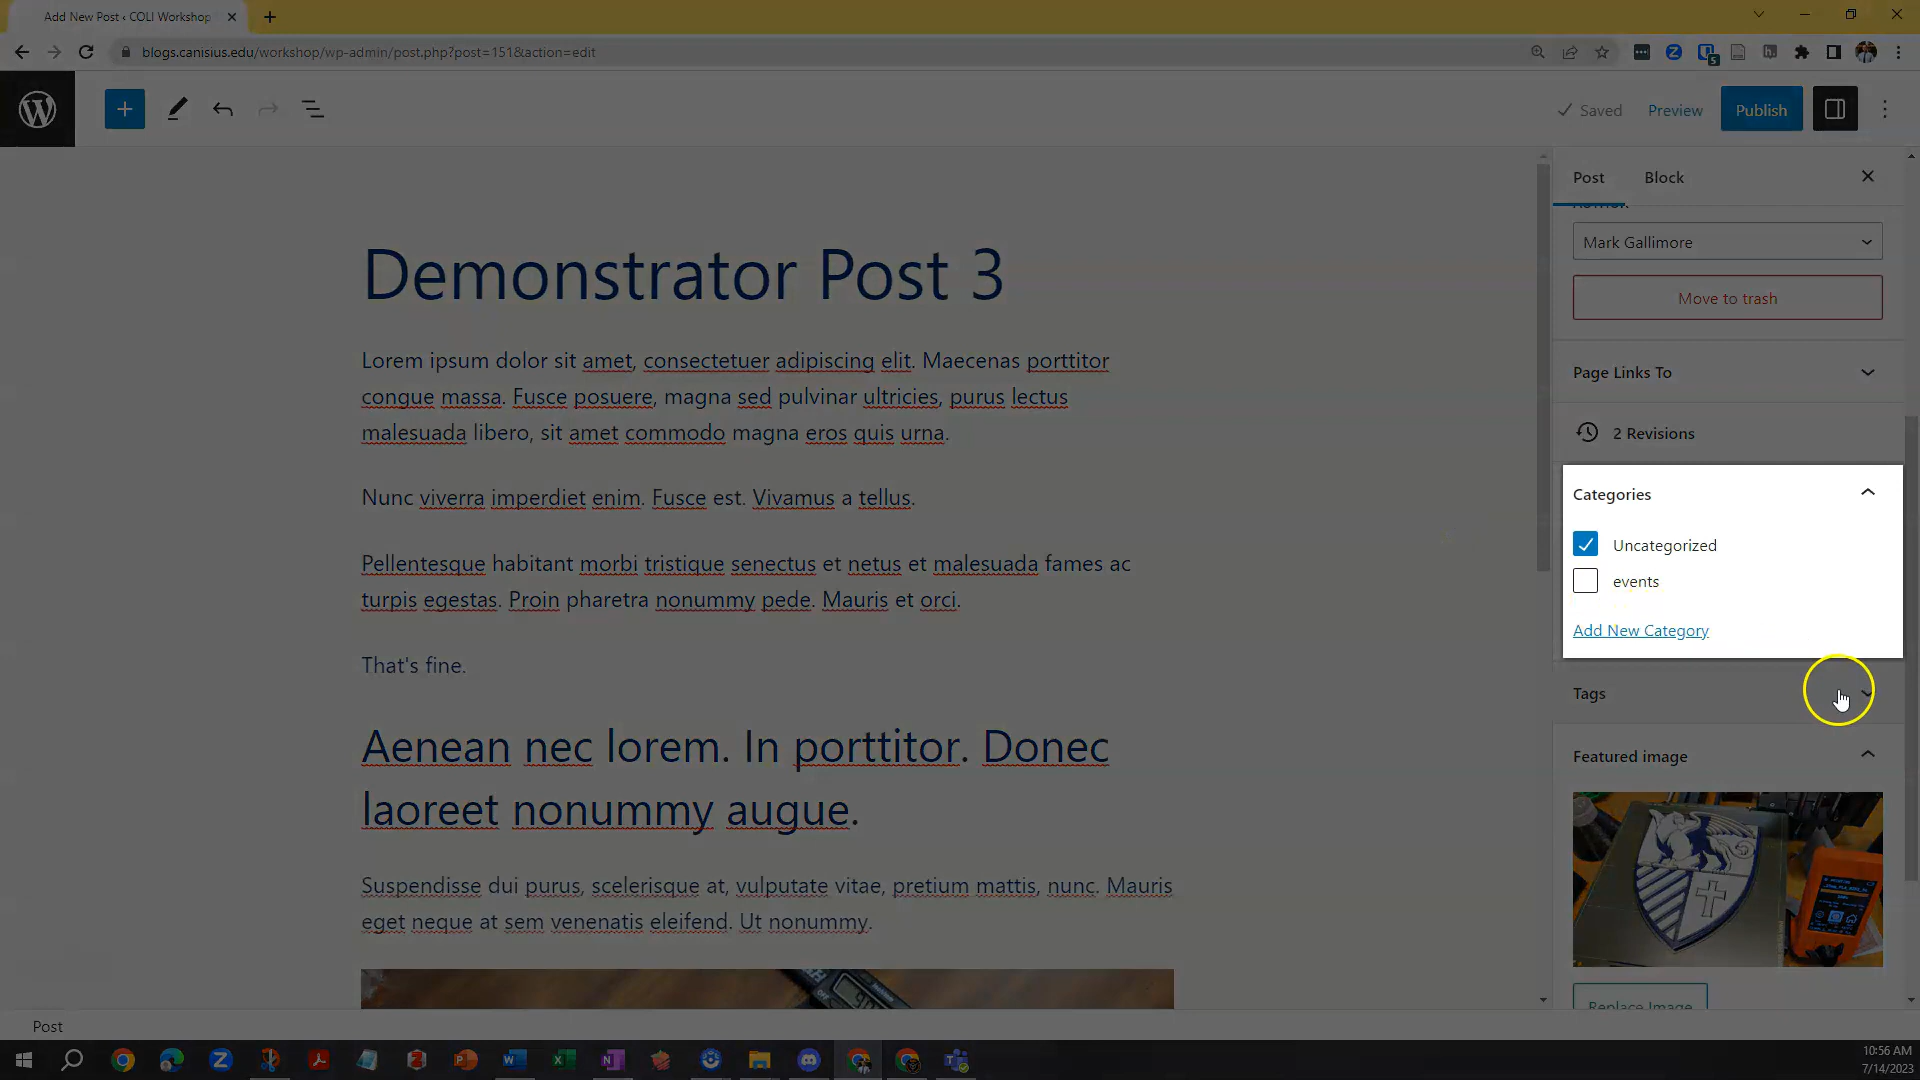 Add New Post ‹ COLI Workshop
blogs.canisius.edu/workshop/wp-admin/post.php?post=151&action=edit
5
Saved
Preview
Publish
Post
Block
Mark Gallimore
Move to trash
Page Links To
2 Revisions
Categories
Uncategorized
events
Add New Category
Tags
Featured image
Replace Image
Demonstrator Post 3
Lorem ipsum dolor sit amet, consectetuer adipiscing elit. Maecenas porttitor
congue massa. Fusce posuere, magna sed pulvinar ultricies, purus lectus
malesuada libero, sit amet commodo magna eros quis urna.
Nunc viverra imperdiet enim. Fusce est. Vivamus a tellus.
Pellentesque habitant morbi tristique senectus et netus et malesuada fames ac
turpis egestas. Proin pharetra nonummy pede. Mauris et orci.
That's fine.
Aenean nec lorem. In porttitor. Donec
laoreet nonummy augue.
Suspendisse dui purus, scelerisque at, vulputate vitae, pretium mattis, nunc. Mauris
eget neque at sem venenatis eleifend. Ut nonummy.
Post
10:56 AM
7/14/2023